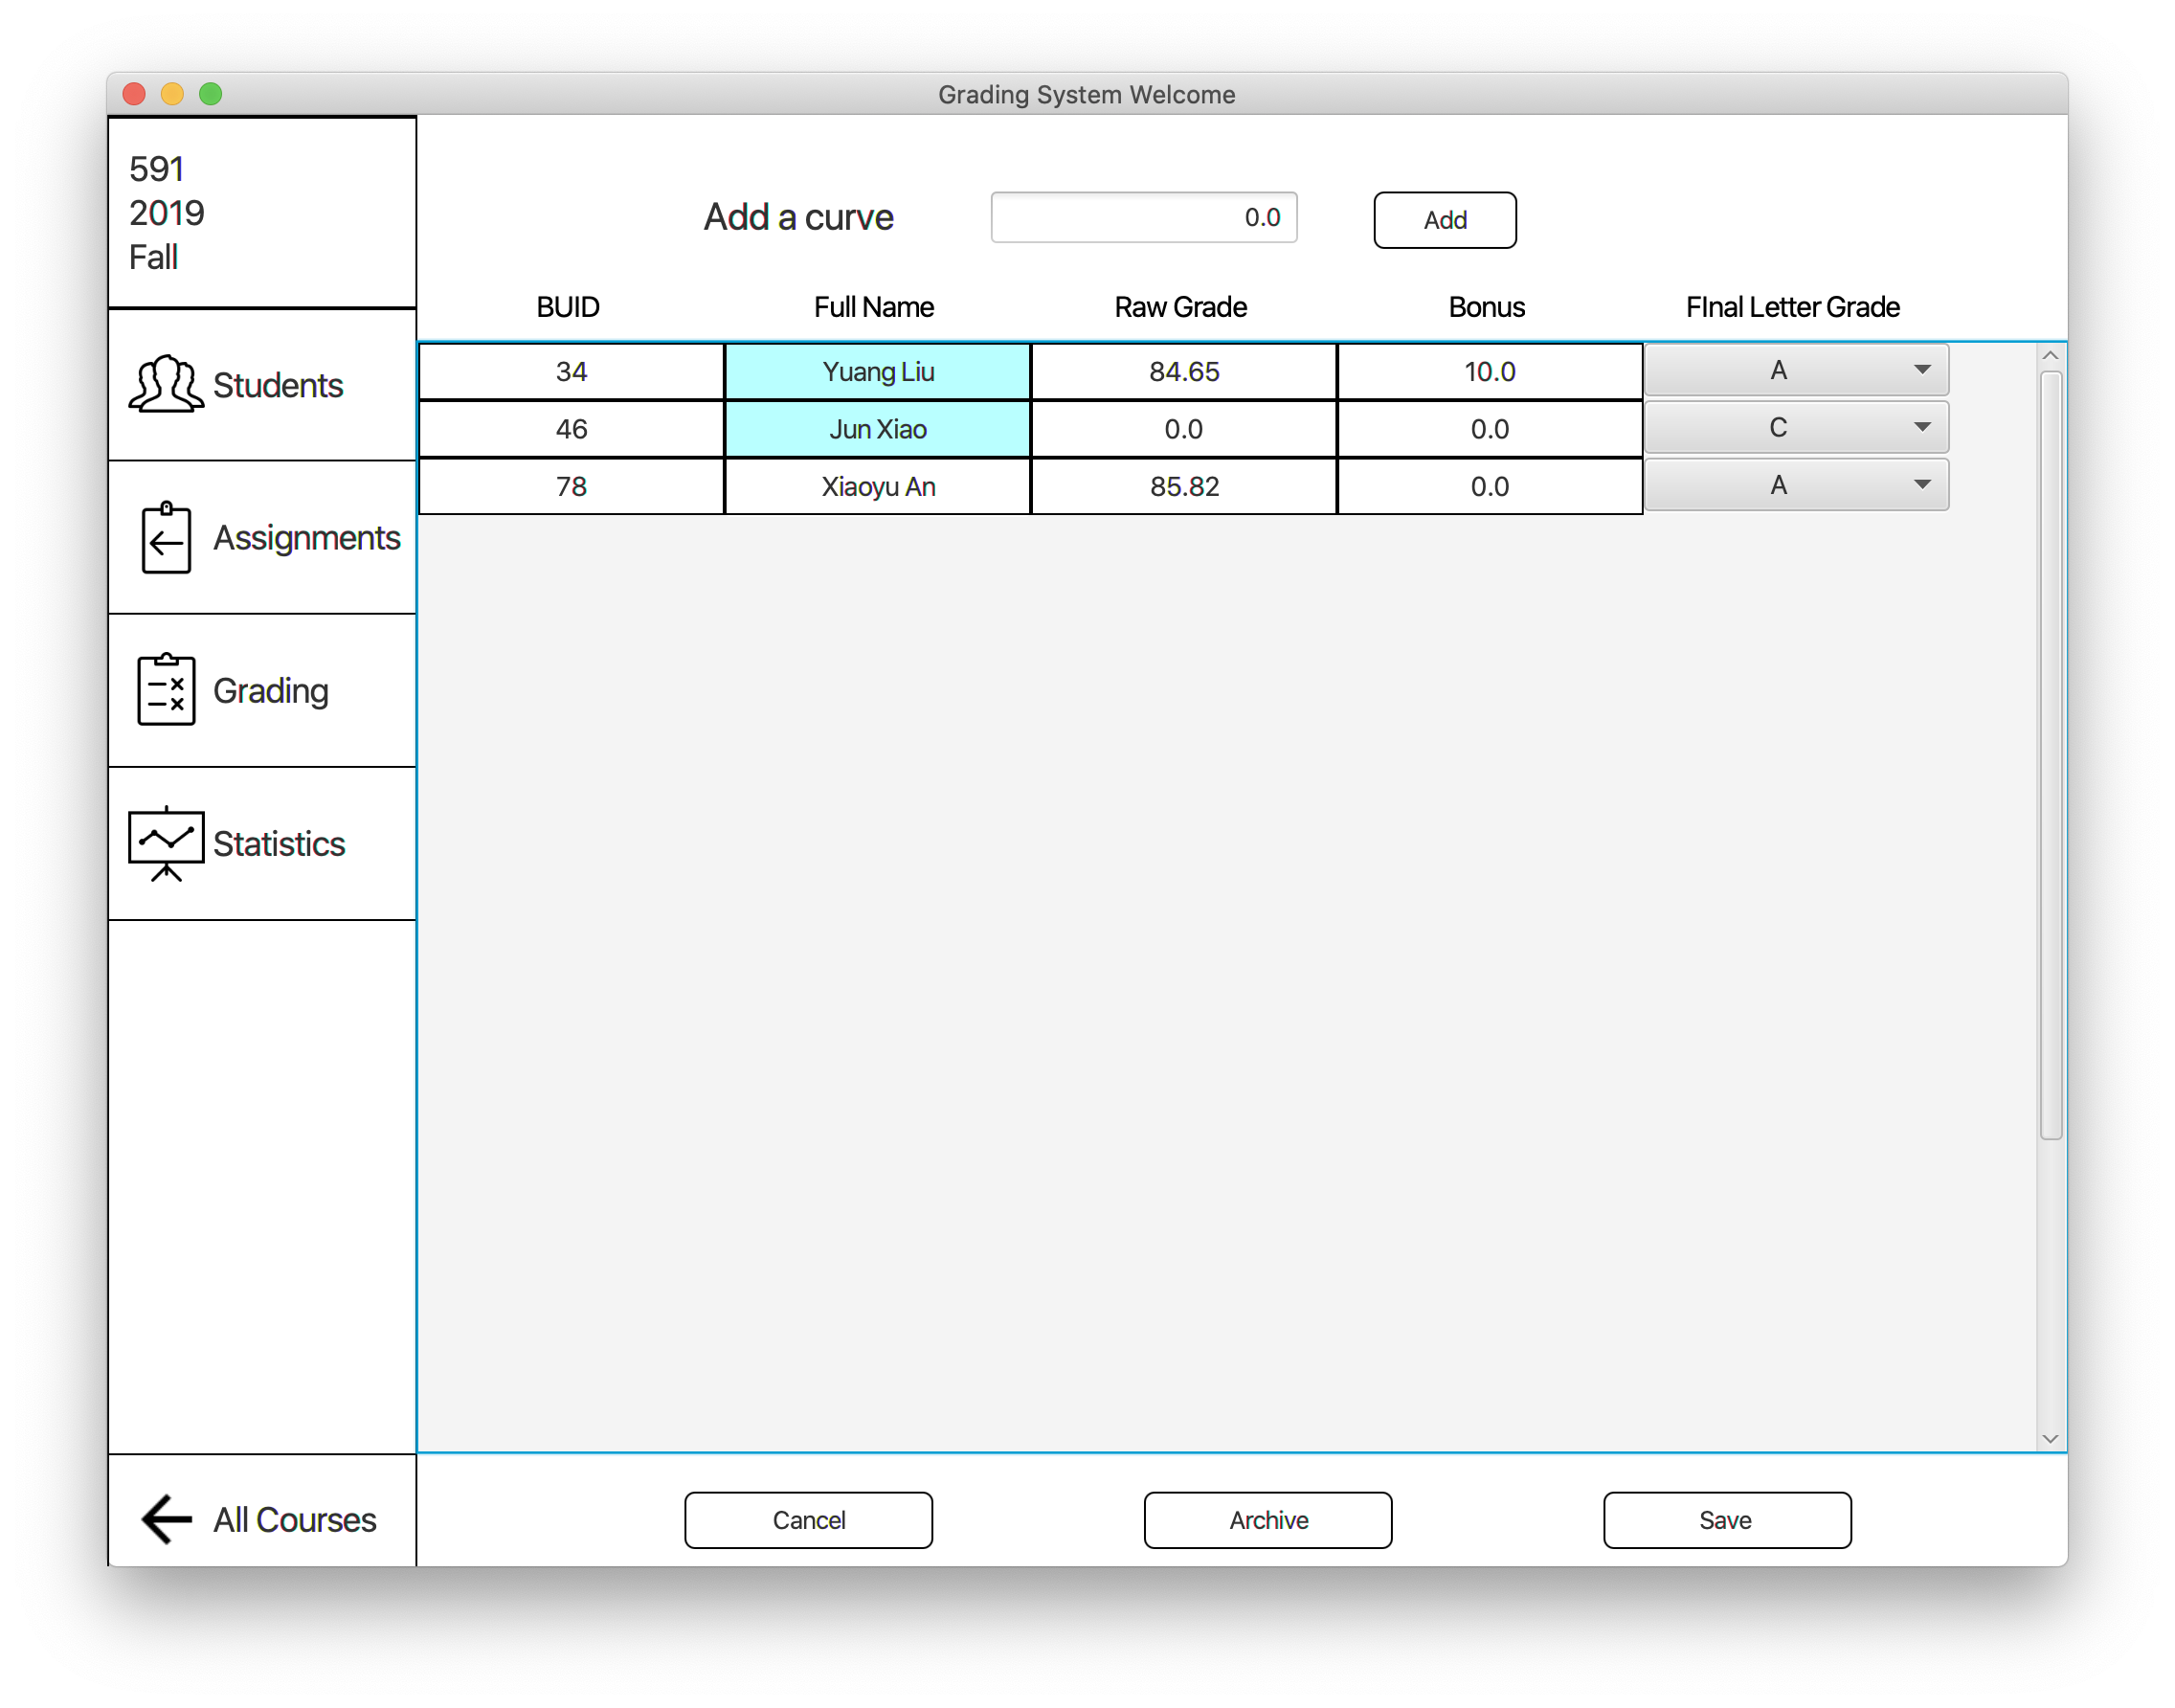 Grading System Welcome
591
2019
Fall
Students
Assignments
Grading
Statistics
All Courses
Add a curve 0.0 Add
BUID Full Name Raw Grade Bonus FInal Letter Grade
34 Yuang Liu 84.65 10.0 A
46 Jun Xiao 0.0 0.0 C
78 Xiaoyu An 85.82 0.0 A
Cancel Archive Save